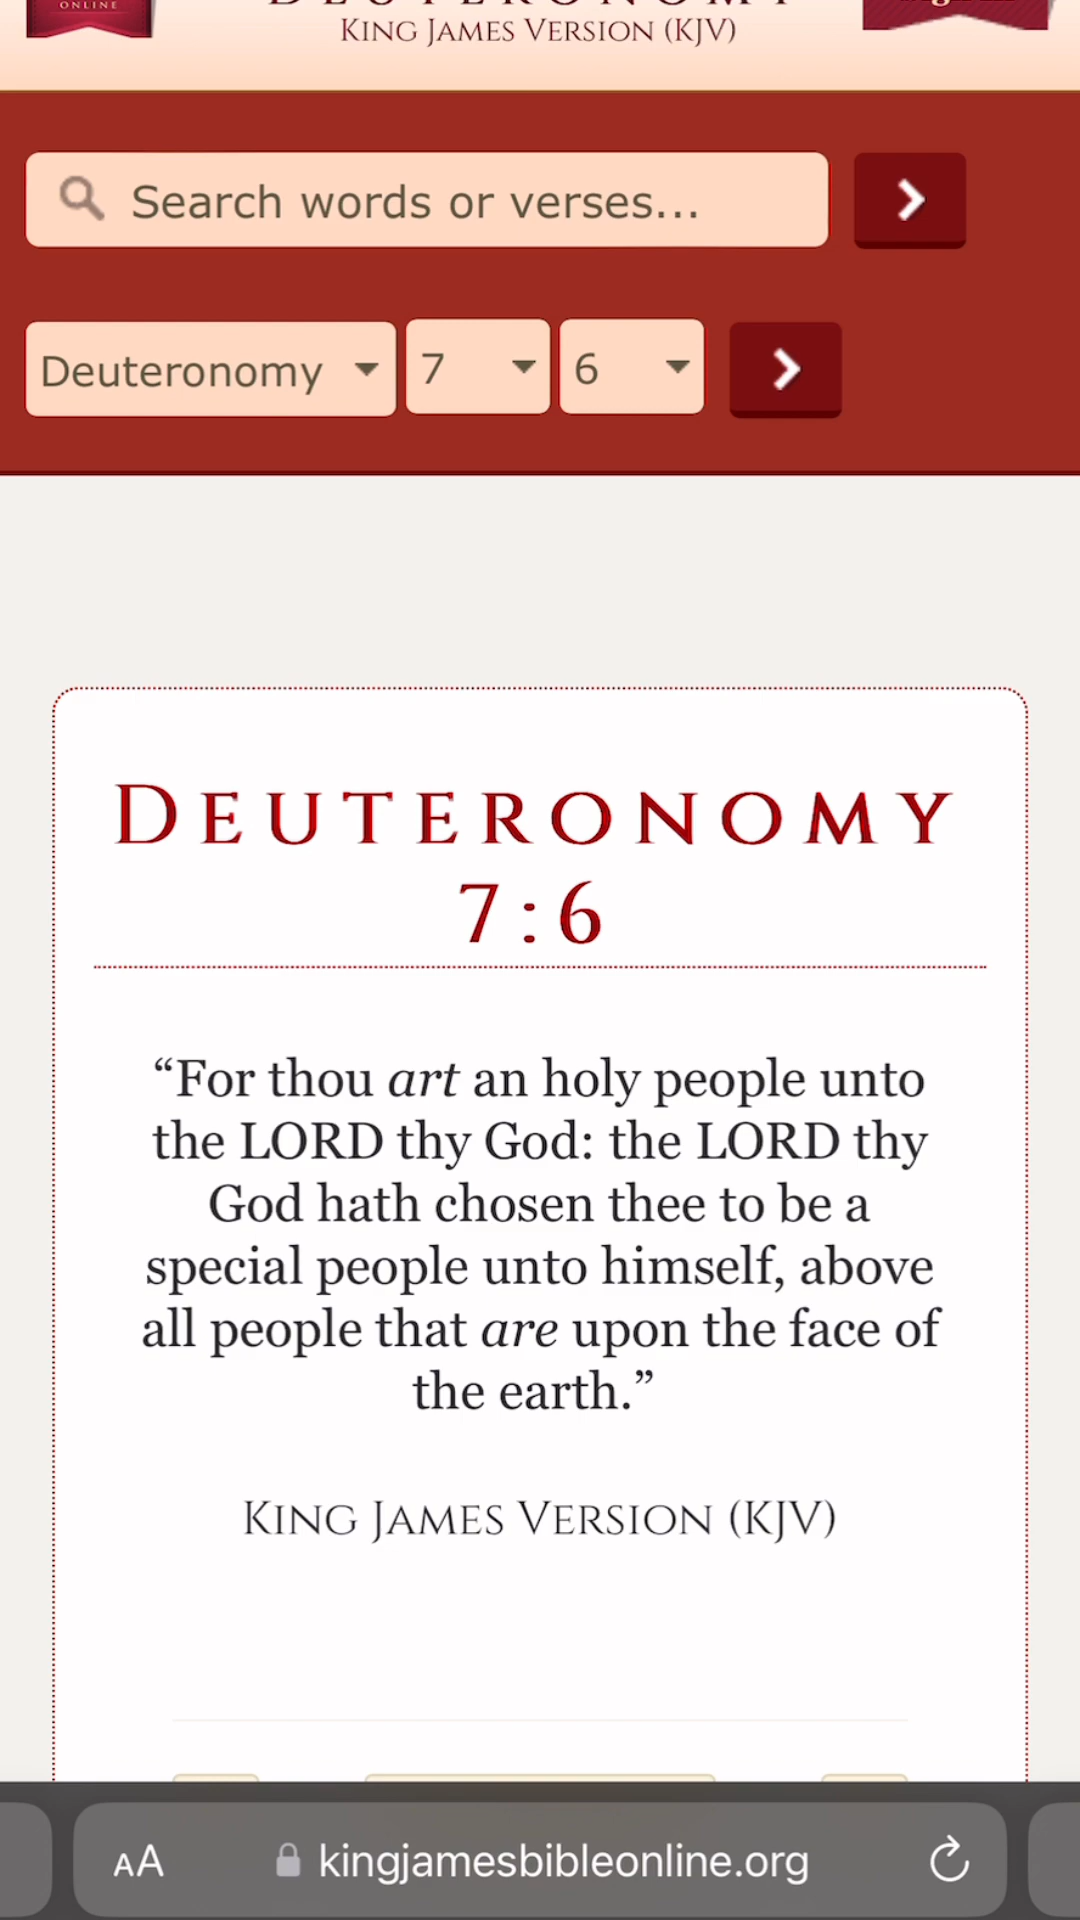 ONLINE
DEUTERONOMY
KING JAMES VERSION (KJV)
Search words or verses...
Deuteronomy 7 6
DEUTERONOMY
7:6
“For thou art an holy people unto
the LORD thy God: the LORD thy
God hath chosen thee to be a
special people unto himself, above
all people that are upon the face of
the earth.”
KING JAMES VERSION (KJV)
AA kingjamesbibleonline.org